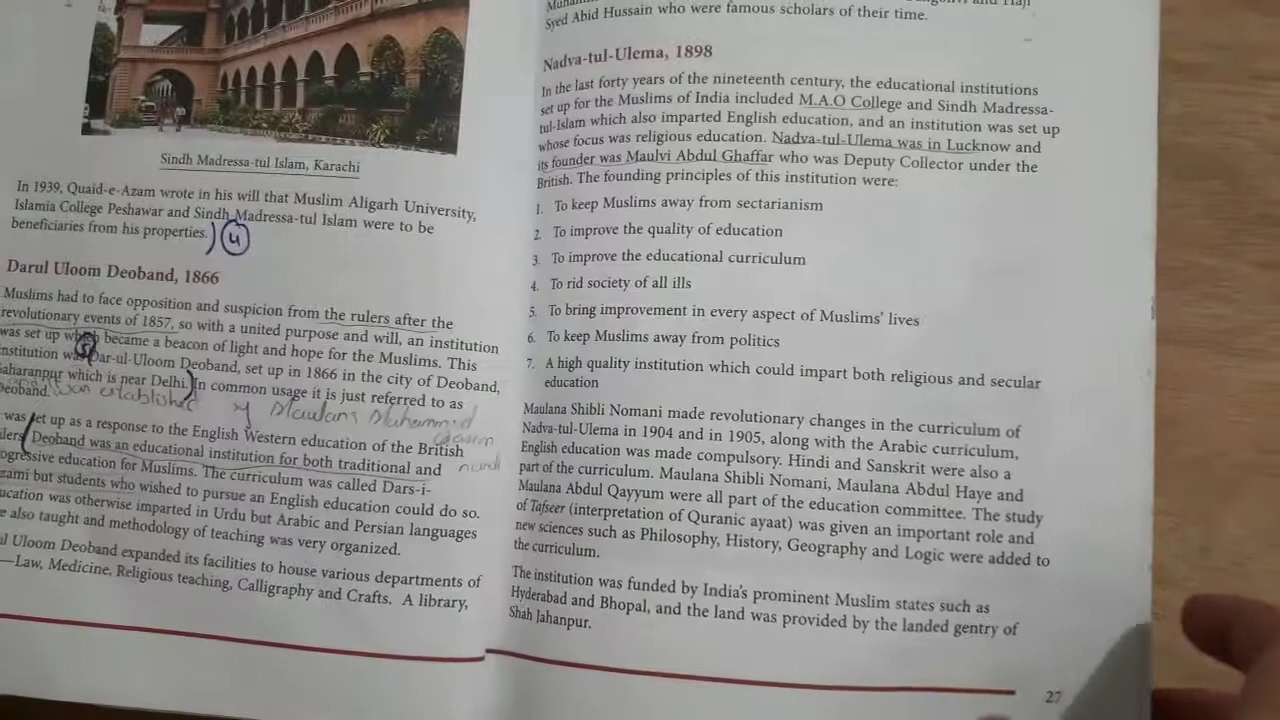 Sindh Madressa-tul Islam, Karachi
In 1939, Quaid-e-Azam wrote in his will that Muslim Aligarh University,
Islamia College Peshawar and Sindh Madressa-tul Islam were to be
beneficiaries from his properties.) 4
Darul Uloom Deoband, 1866
Muslims had to face opposition and suspicion from the rulers after the
revolutionary events of 1857, so with a united purpose and will, an institution
was set up which became a beacon of light and hope for the Muslims. This
nstitution was Dar-ul-Uloom Deoband, set up in 1866 in the city of Deoband,
aharanpur which is near Delhi.) In common usage it is just referred to as
Deoband. was established by Maulana Muhammad
was set up as a response to the English Western education of the British
lers. Deoband was an educational institution for both traditional and
ogressive education for Muslims. The curriculum was called Dars-i-
zami but students who wished to pursue an English education could do so.
ucation was otherwise imparted in Urdu but Arabic and Persian languages
e also taught and methodology of teaching was very organized.
ul Uloom Deoband expanded its facilities to house various departments of
—Law, Medicine, Religious teaching, Calligraphy and Crafts. A library,
Syed Abid Hussain who were famous scholars of their time.
Nadva-tul-Ulema, 1898
In the last forty years of the nineteenth century, the educational institutions
set up for the Muslims of India included M.A.O College and Sindh Madressa-
tul-Islam which also imparted English education, and an institution was set up
whose focus was religious education. Nadva-tul-Ulema was in Lucknow and
its founder was Maulvi Abdul Ghaffar who was Deputy Collector under the
British. The founding principles of this institution were:
1. To keep Muslims away from sectarianism
2. To improve the quality of education
3. To improve the educational curriculum
4. To rid society of all ills
5. To bring improvement in every aspect of Muslims' lives
6. To keep Muslims away from politics
7. A high quality institution which could impart both religious and secular
education
Maulana Shibli Nomani made revolutionary changes in the curriculum of
Nadva-tul-Ulema in 1904 and in 1905, along with the Arabic curriculum,
English education was made compulsory. Hindi and Sanskrit were also a
part of the curriculum. Maulana Shibli Nomani, Maulana Abdul Haye and
Maulana Abdul Qayyum were all part of the education committee. The study
of Tafseer (interpretation of Quranic ayaat) was given an important role and
new sciences such as Philosophy, History, Geography and Logic were added to
the curriculum.
The institution was funded by India's prominent Muslim states such as
Hyderabad and Bhopal, and the land was provided by the landed gentry of
Shah Jahanpur.
27